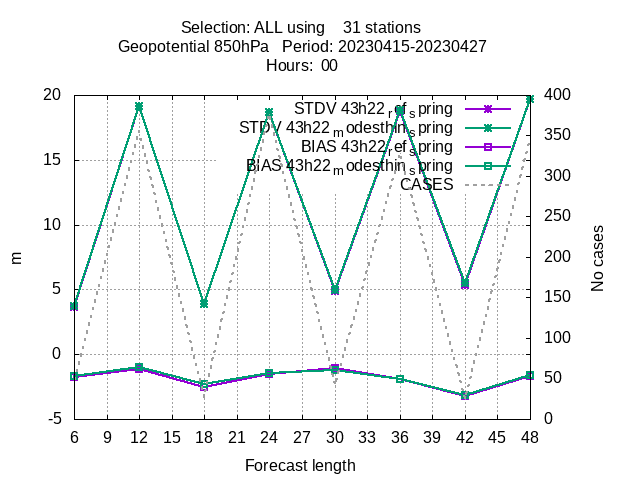 Selection: ALL using    31 stations
Geopotential 850hPa   Period: 20230415-20230427
Hours:  00
20 400
STDV 43h22_ref_spring
STDV 43h22_modesthin_spring
350
BIAS 43h22_ref_spring
15
BIAS 43h22_modesthin_spring
300
CASES
250
10
m
No cases
200
5
150
100
0
50
-5 0
6 9 12 15 18 21 24 27 30 33 36 39 42 45 48
Forecast length